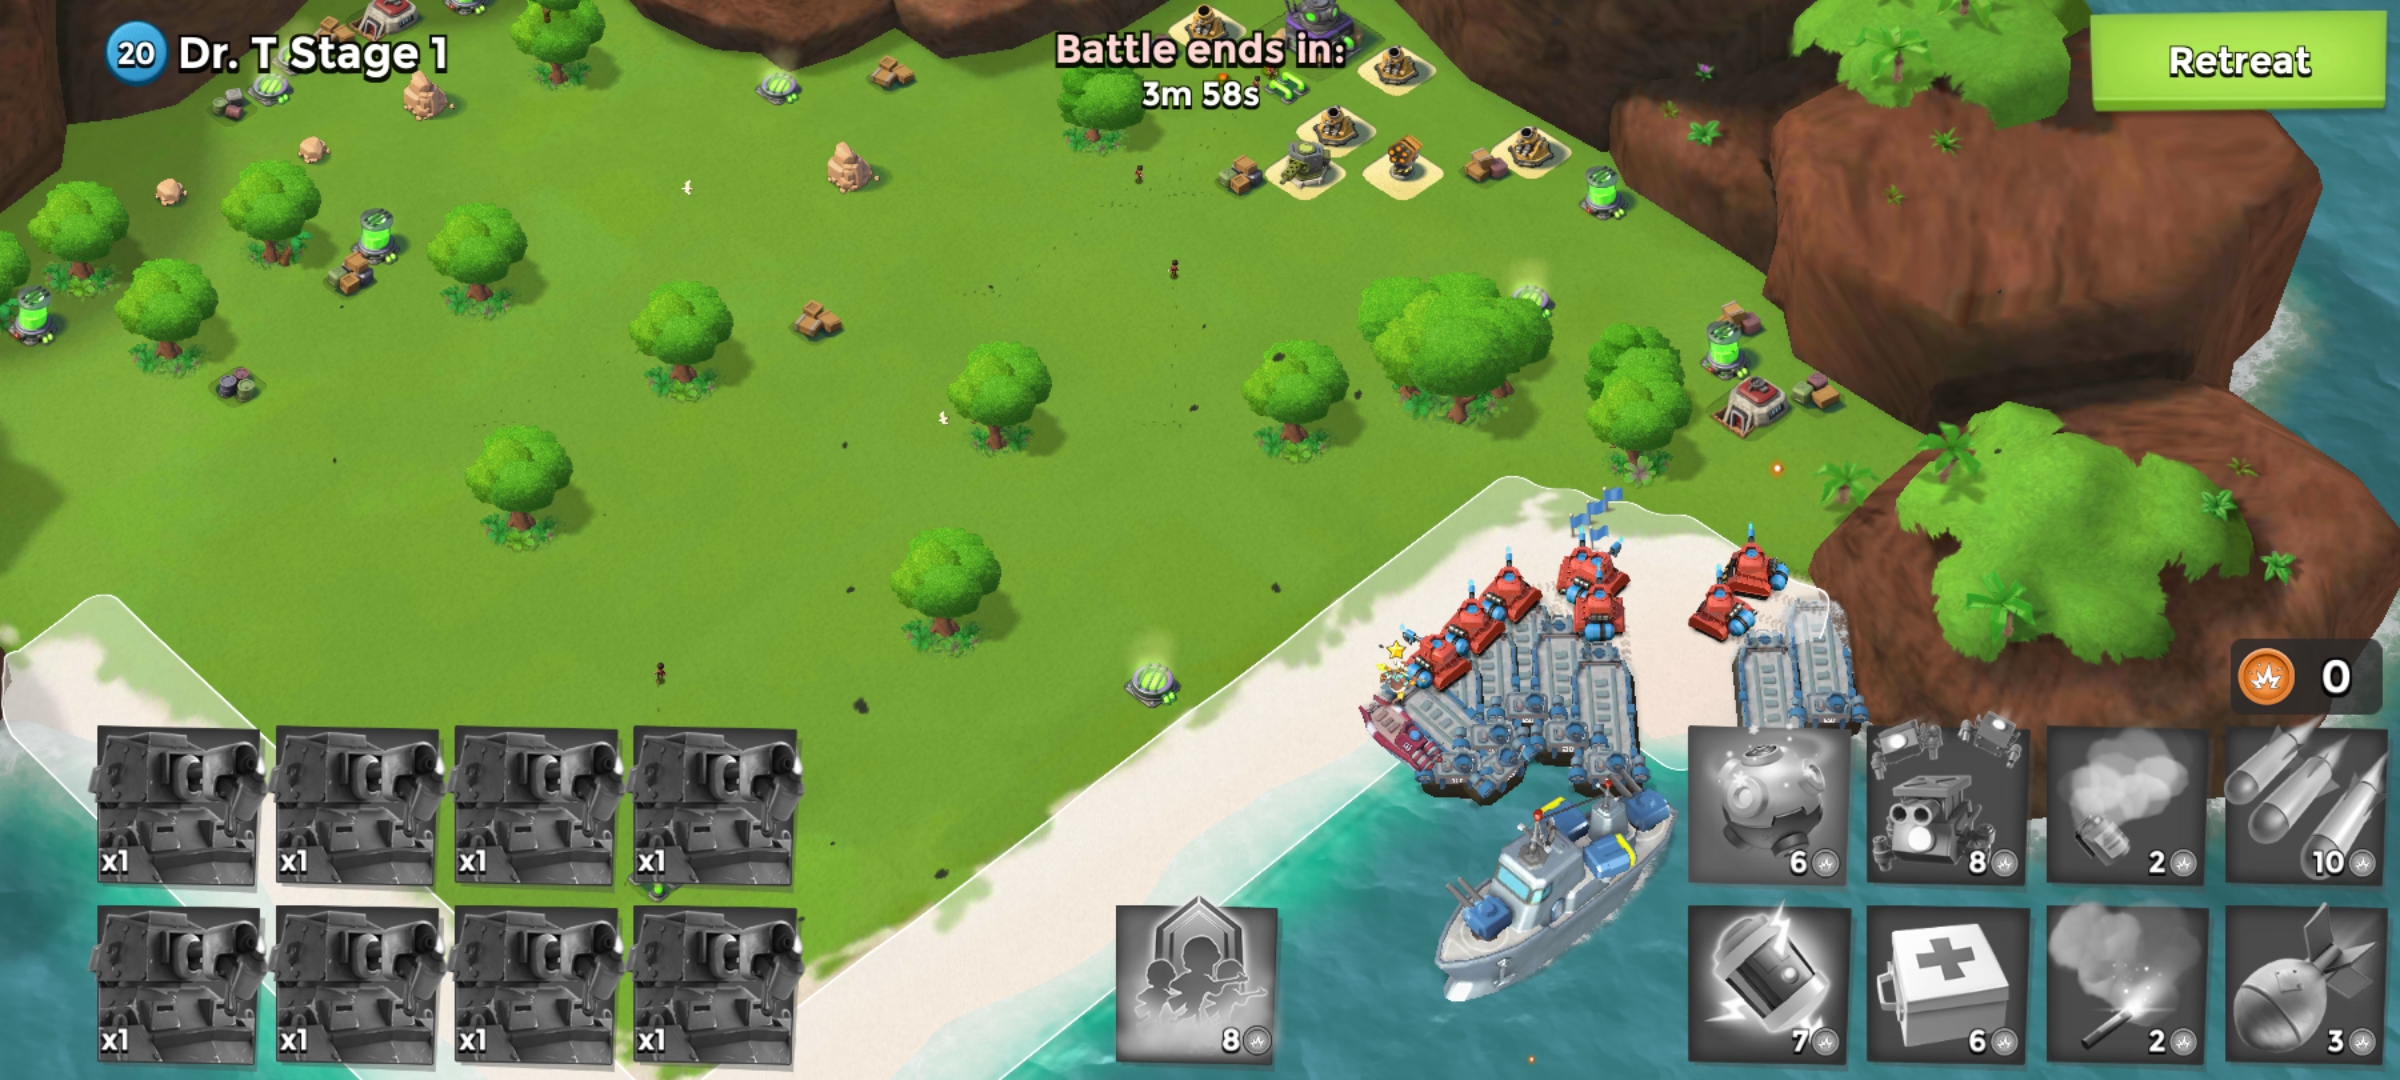 20 Dr. T Stage 1
Battle ends in:
3m 58s
Retreat
0
x1 x1 x1 x1
6 8 2 10
x1 x1 x1 x1
8
7 6 2 3